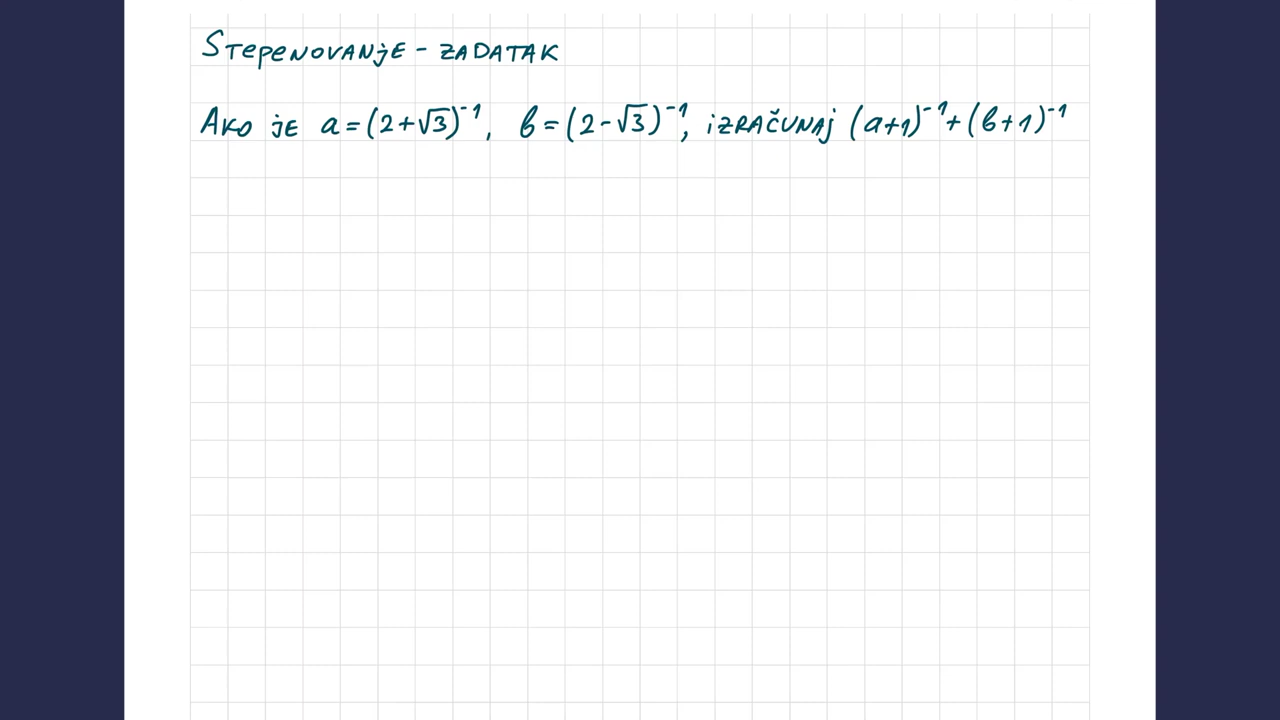 Stepenovanje - zadatak
Ako je a=(2+√3)⁻¹, b=(2-√3)⁻¹, izračunaj (a+1)⁻¹+(b+1)⁻¹